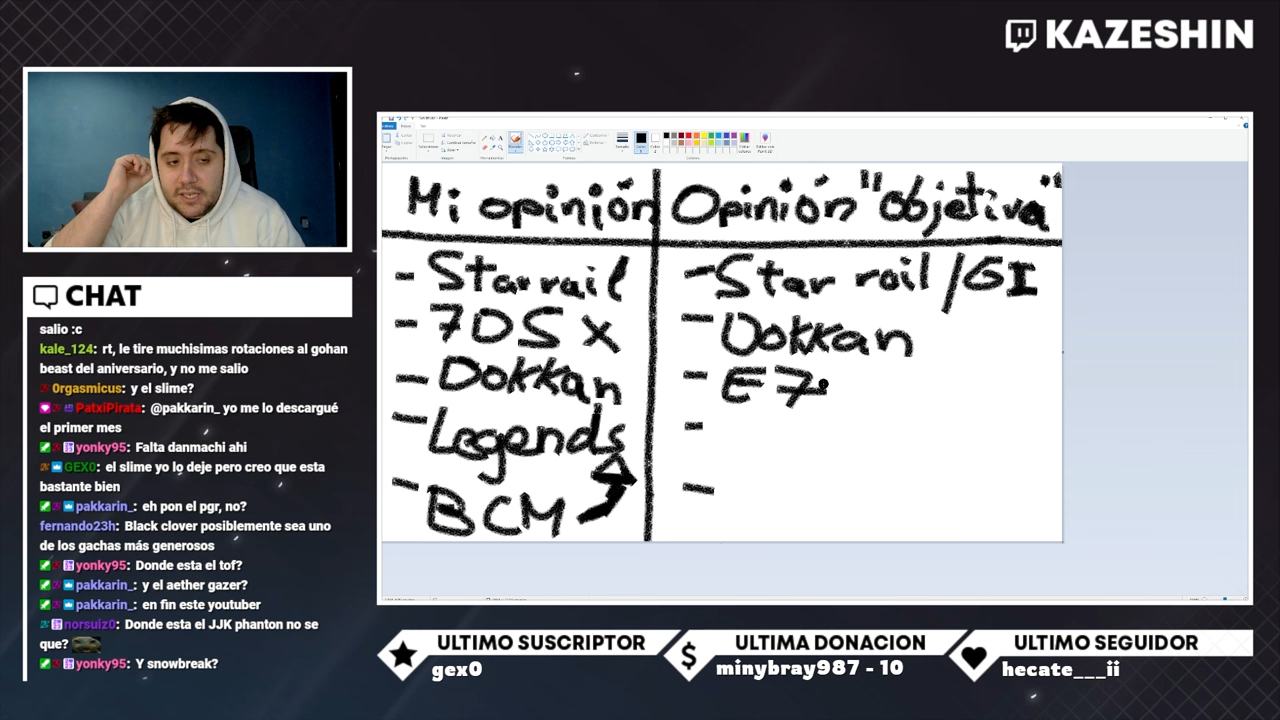 KAZESHIN
Mi opinión
Opinión "objetiva"
- Star rail
- 7DS X
- Dokkan
- Legends
- BCM
- Star rail /GI
- Dokkan
- E7
-
-
CHAT
salio :c
kale_124: rt, le tire muchisimas rotaciones al gohan
beast del aniversario, y no me salio
0rgasmicus: y el slime?
PatxiPirata: @pakkarin_ yo me lo descargué
el primer mes
yonky95: Falta danmachi ahi
GEX0: el slime yo lo deje pero creo que esta
bastante bien
pakkarin_: eh pon el pgr, no?
fernando23h: Black clover posiblemente sea uno
de los gachas más generosos
yonky95: Donde esta el tof?
pakkarin_: y el aether gazer?
pakkarin_: en fin este youtuber
norsuiz0: Donde esta el JJK phanton no se
que?
yonky95: Y snowbreak?
ULTIMO SUSCRIPTOR
gex0
ULTIMA DONACION
minybray987 - 10
ULTIMO SEGUIDOR
hecate___ii